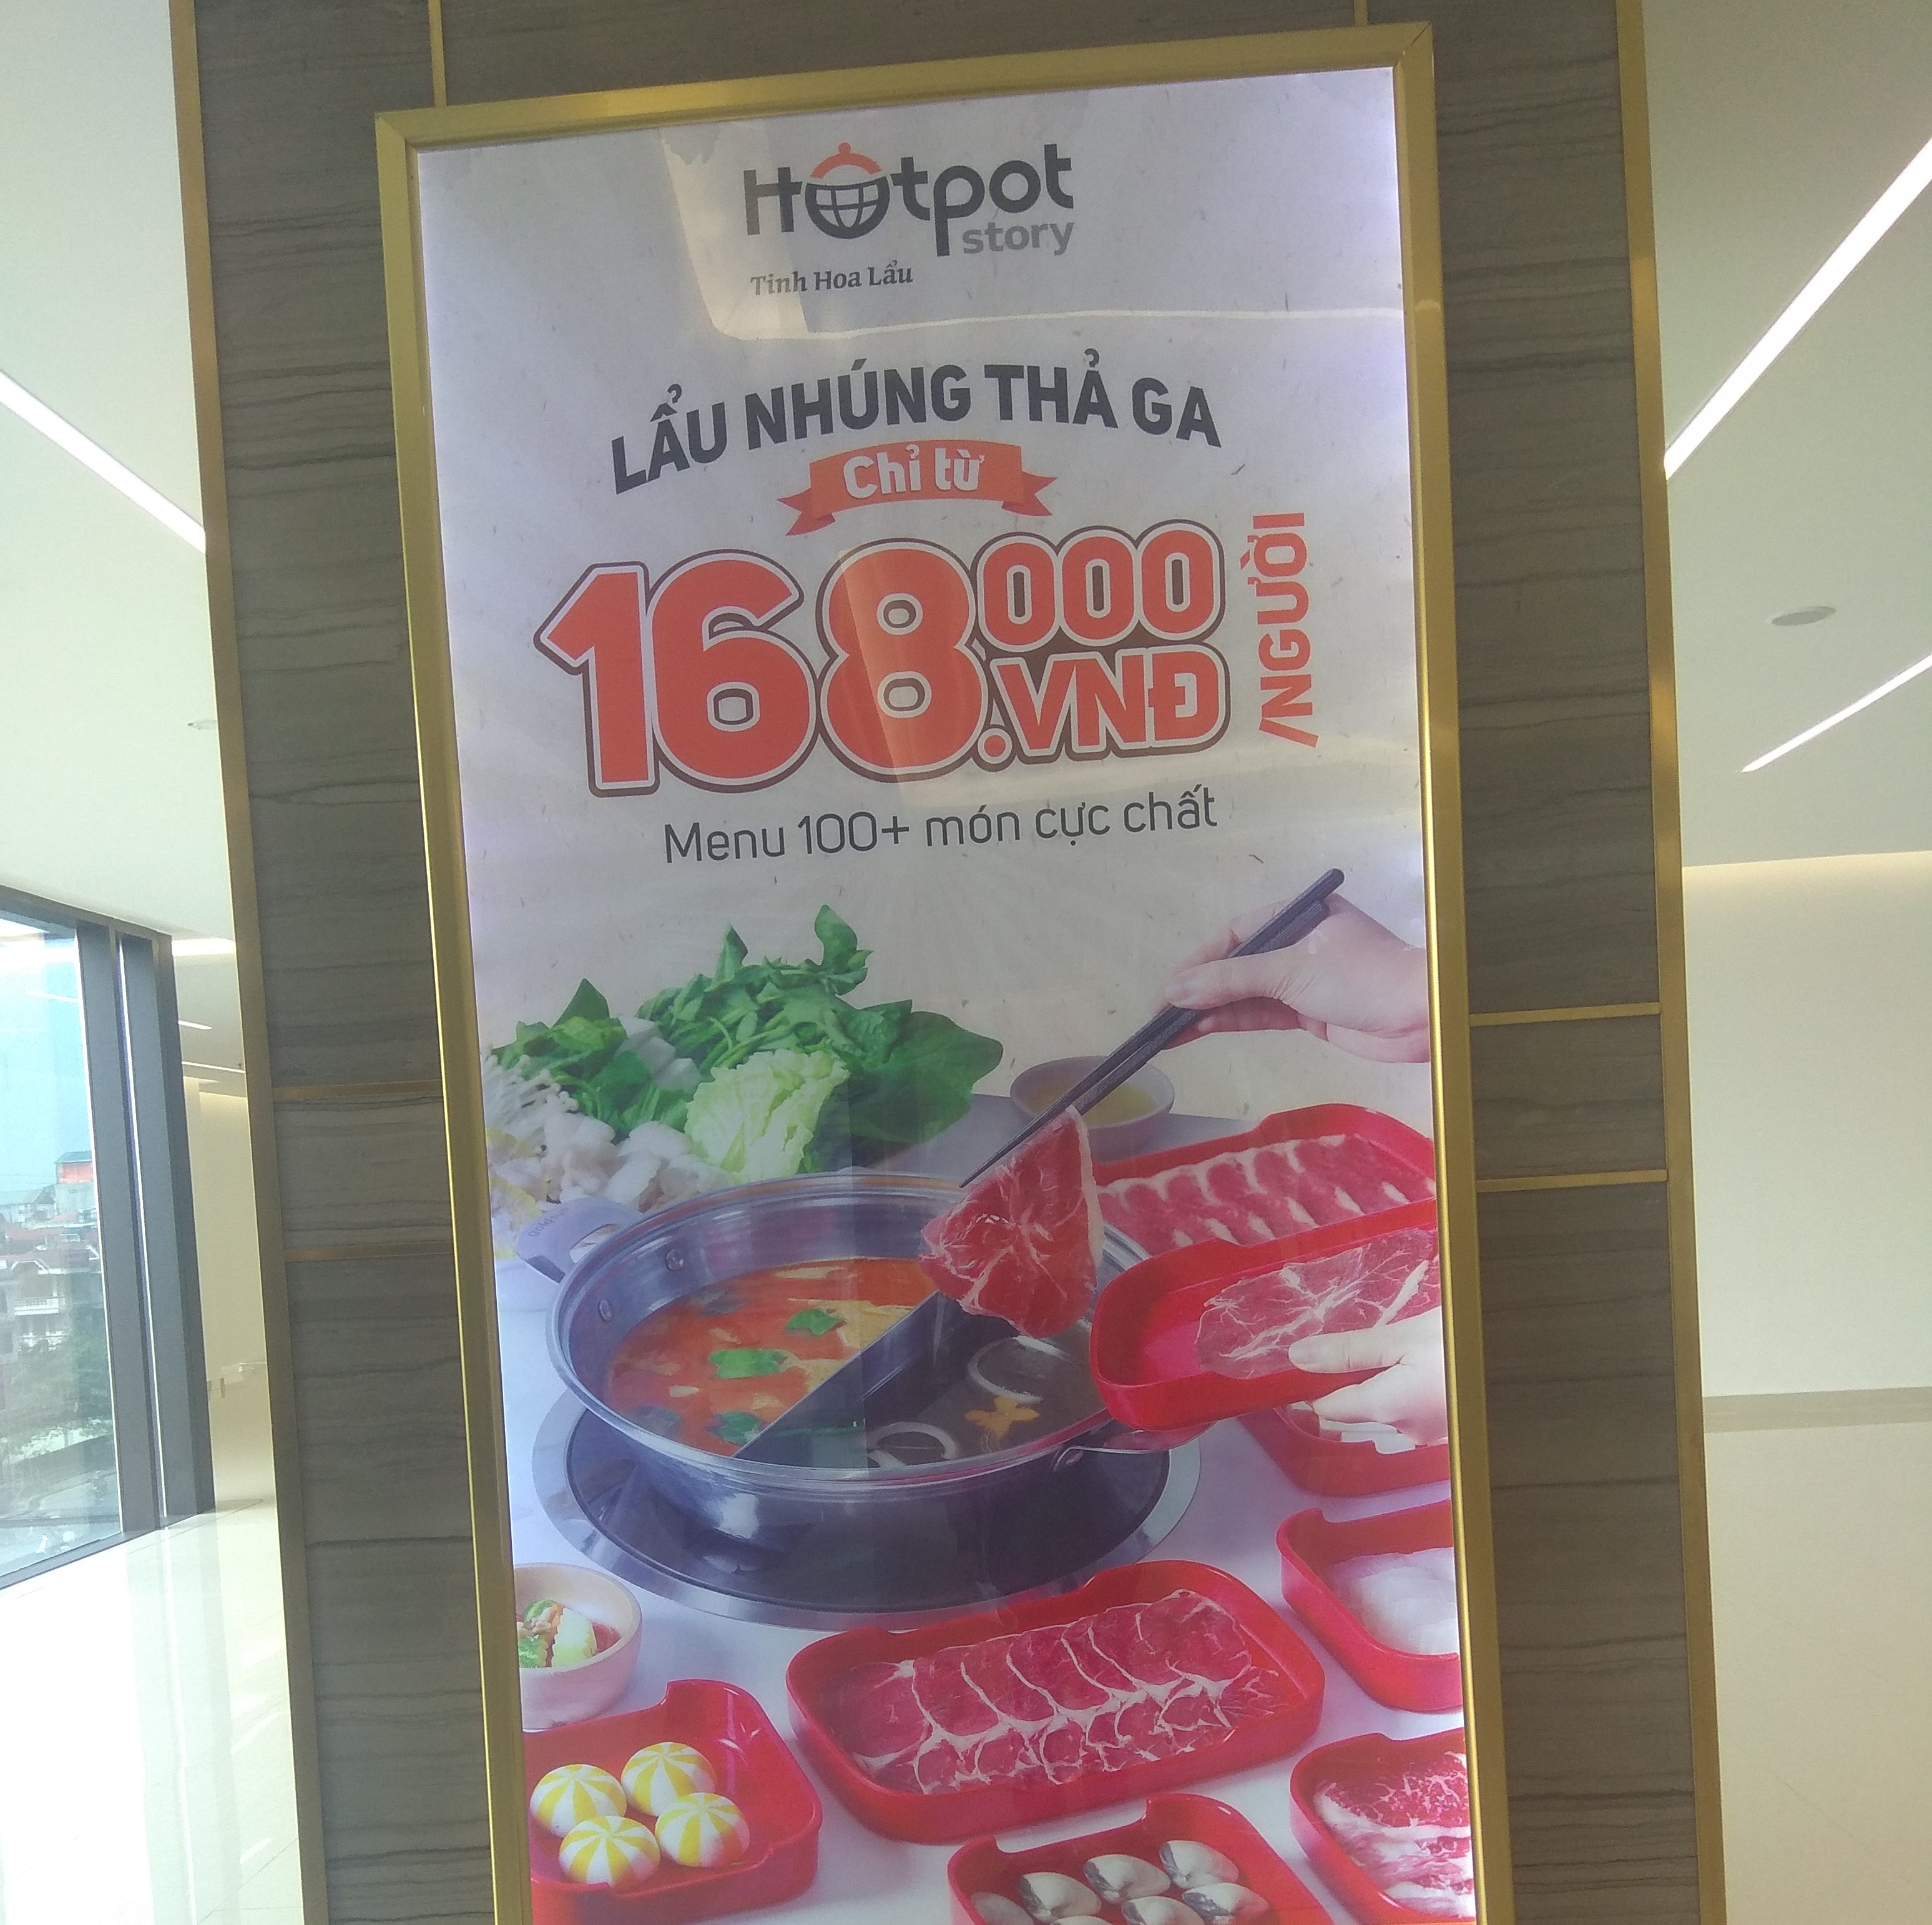 Hotpot
story
Tinh Hoa Lẩu
LẨU NHÚNG THẢ GA
Chỉ từ
168.000 VNĐ
/NGƯỜI
Menu 100+ món cực chất